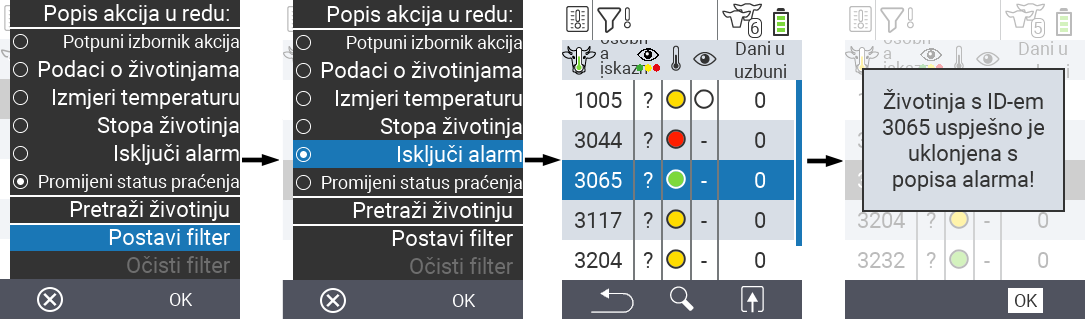 Popis akcija u redu:
Potpuni izbornik akcija
Podaci o životinjama
Izmjeri temperaturu
Stopa životinja
Isključi alarm
Promijeni status praćenja
Pretraži životinju
Postavi filter
Očisti filter
OK
Popis akcija u redu:
Potpuni izbornik akcija
Podaci o životinjama
Izmjeri temperaturu
Stopa životinja
Isključi alarm
Promijeni status praćenja
Pretraži životinju
Postavi filter
Očisti filter
OK
6
osobn
a
iskazn
Dani u
uzbuni
1005 ? 0
3044 ? - 0
3065 ? - 0
3117 ? - 0
3204 ? - 0
5
Životinja s ID-em
3065 uspješno je
uklonjena s
popisa alarma!
3204 ? - 0
3232 ? - 0
OK